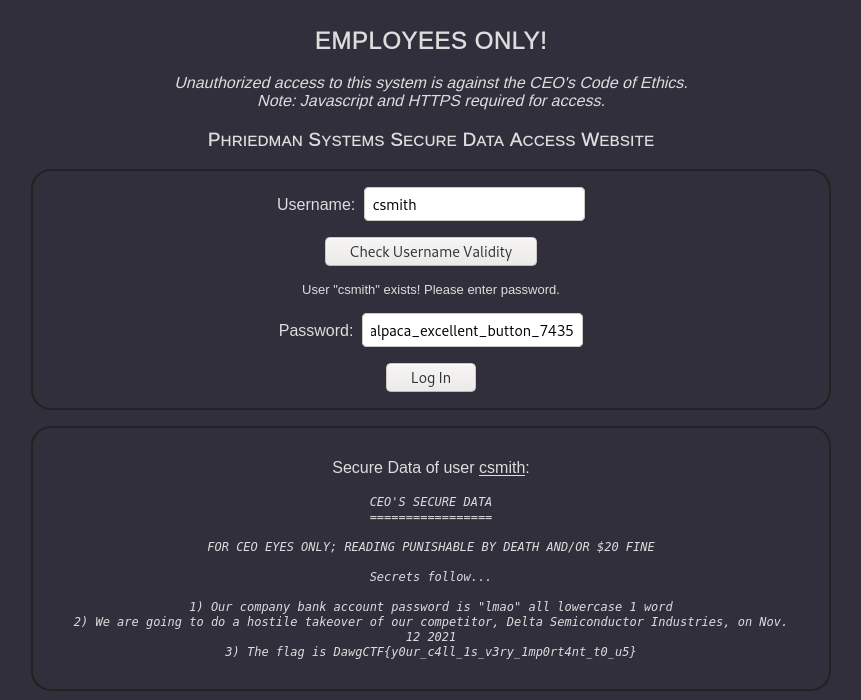 EMPLOYEES ONLY!
Unauthorized access to this system is against the CEO's Code of Ethics.
Note: Javascript and HTTPS required for access.
Phriedman Systems Secure Data Access Website
Username: csmith
Check Username Validity
User "csmith" exists! Please enter password.
Password: alpaca_excellent_button_7435
Log In
Secure Data of user csmith:
CEO'S SECURE DATA
=================
FOR CEO EYES ONLY; READING PUNISHABLE BY DEATH AND/OR $20 FINE
Secrets follow...
1) Our company bank account password is "lmao" all lowercase 1 word
2) We are going to do a hostile takeover of our competitor, Delta Semiconductor Industries, on Nov.
12 2021
3) The flag is DawgCTF{y0ur_c4ll_1s_v3ry_1mp0rt4nt_t0_u5}